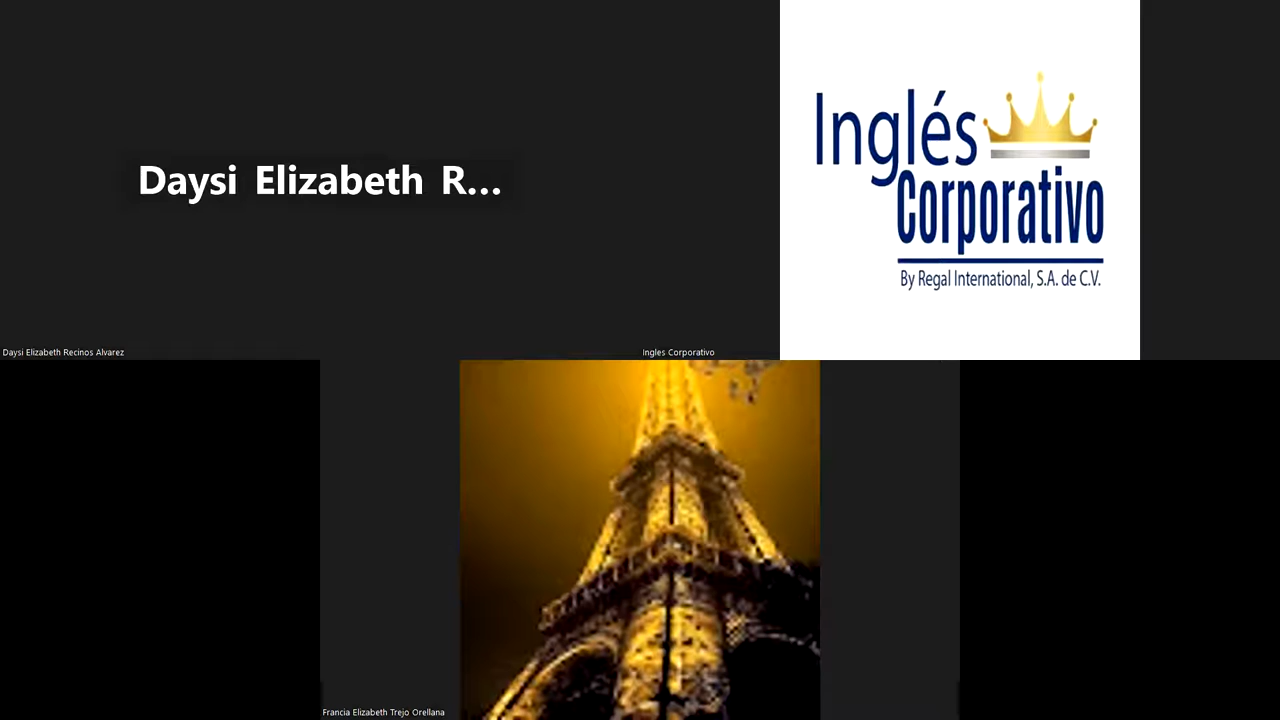 Daysi Elizabeth R...
Inglés
Corporativo
By Regal International, S.A. de C.V.
Daysi Elizabeth Recinos Alvarez
Ingles Corporativo
Francia Elizabeth Trejo Orellana